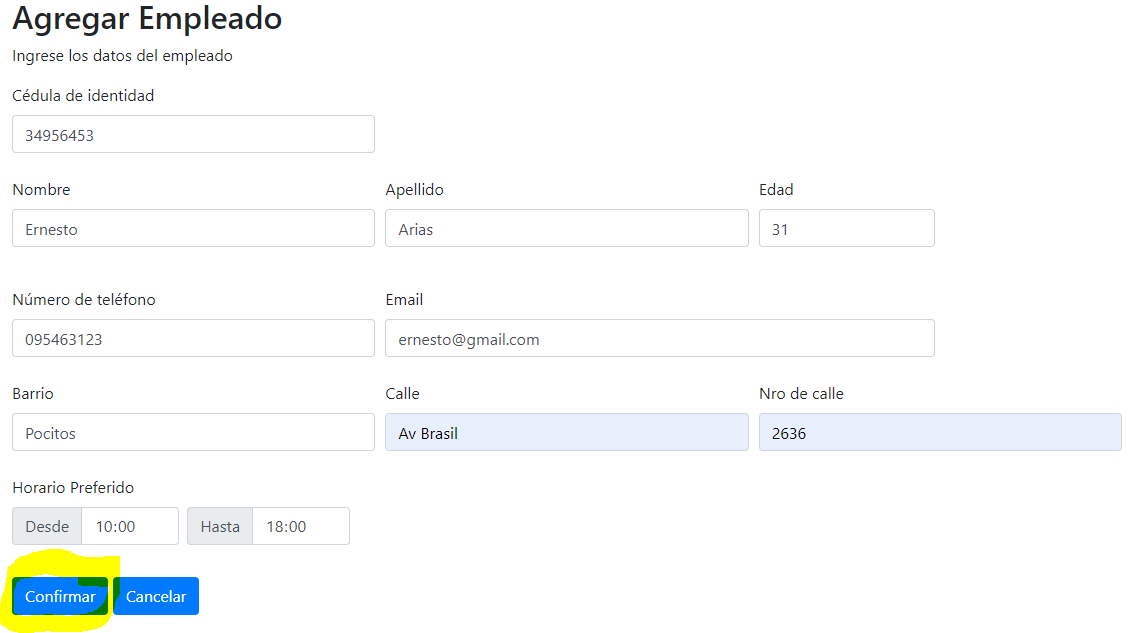 Agregar Empleado
Ingrese los datos del empleado
Cédula de identidad
34956453
Nombre Apellido Edad
Ernesto Arias 31
Número de teléfono Email
095463123 ernesto@gmail.com
Barrio Calle Nro de calle
Pocitos Av Brasil 2636
Horario Preferido
Desde 10:00 Hasta 18:00
Confirmar Cancelar